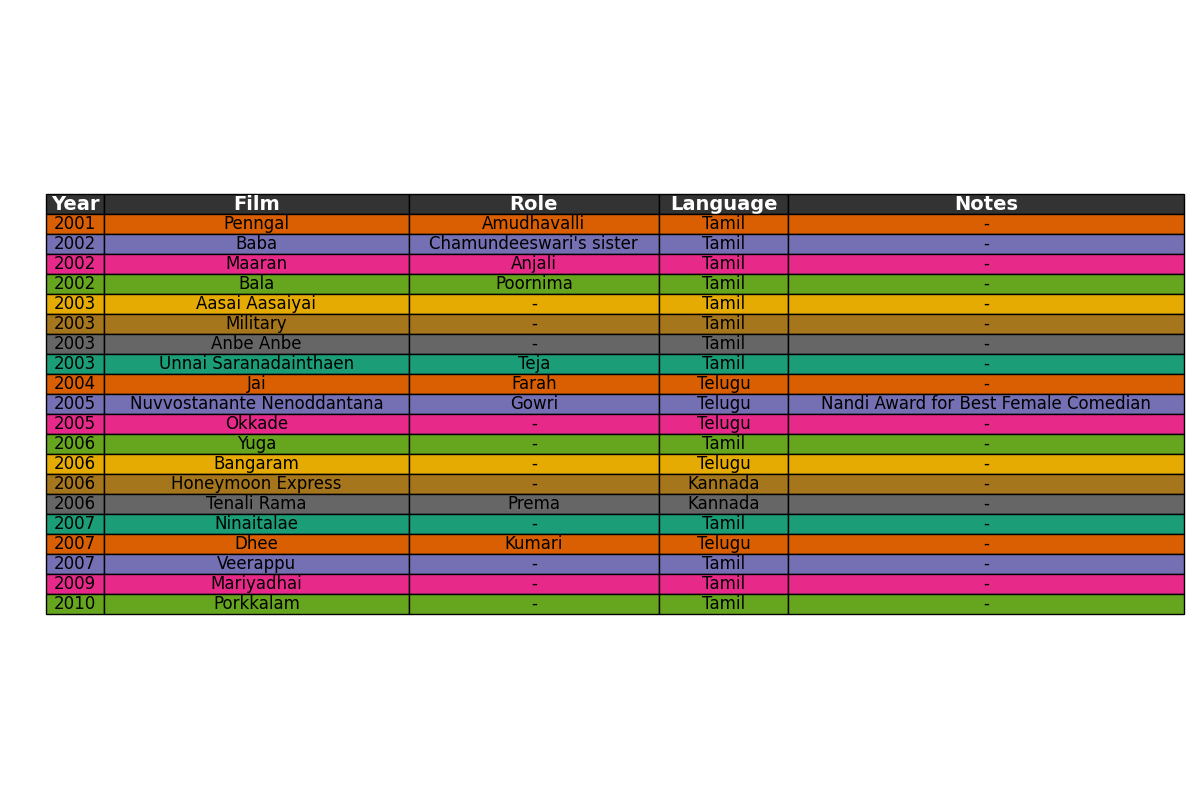 Year Film Role Language Notes
2001 Penngal Amudhavalli Tamil -
2002 Baba Chamundeeswari's sister Tamil -
2002 Maaran Anjali Tamil -
2002 Bala Poornima Tamil -
2003 Aasai Aasaiyai - Tamil -
2003 Military - Tamil -
2003 Anbe Anbe - Tamil -
2003 Unnai Saranadainthaen Teja Tamil -
2004 Jai Farah Telugu -
2005 Nuvvostanante Nenoddantana Gowri Telugu Nandi Award for Best Female Comedian
2005 Okkade - Telugu -
2006 Yuga - Tamil -
2006 Bangaram - Telugu -
2006 Honeymoon Express - Kannada -
2006 Tenali Rama Prema Kannada -
2007 Ninaitalae - Tamil -
2007 Dhee Kumari Telugu -
2007 Veerappu - Tamil -
2009 Mariyadhai - Tamil -
2010 Porkkalam - Tamil -